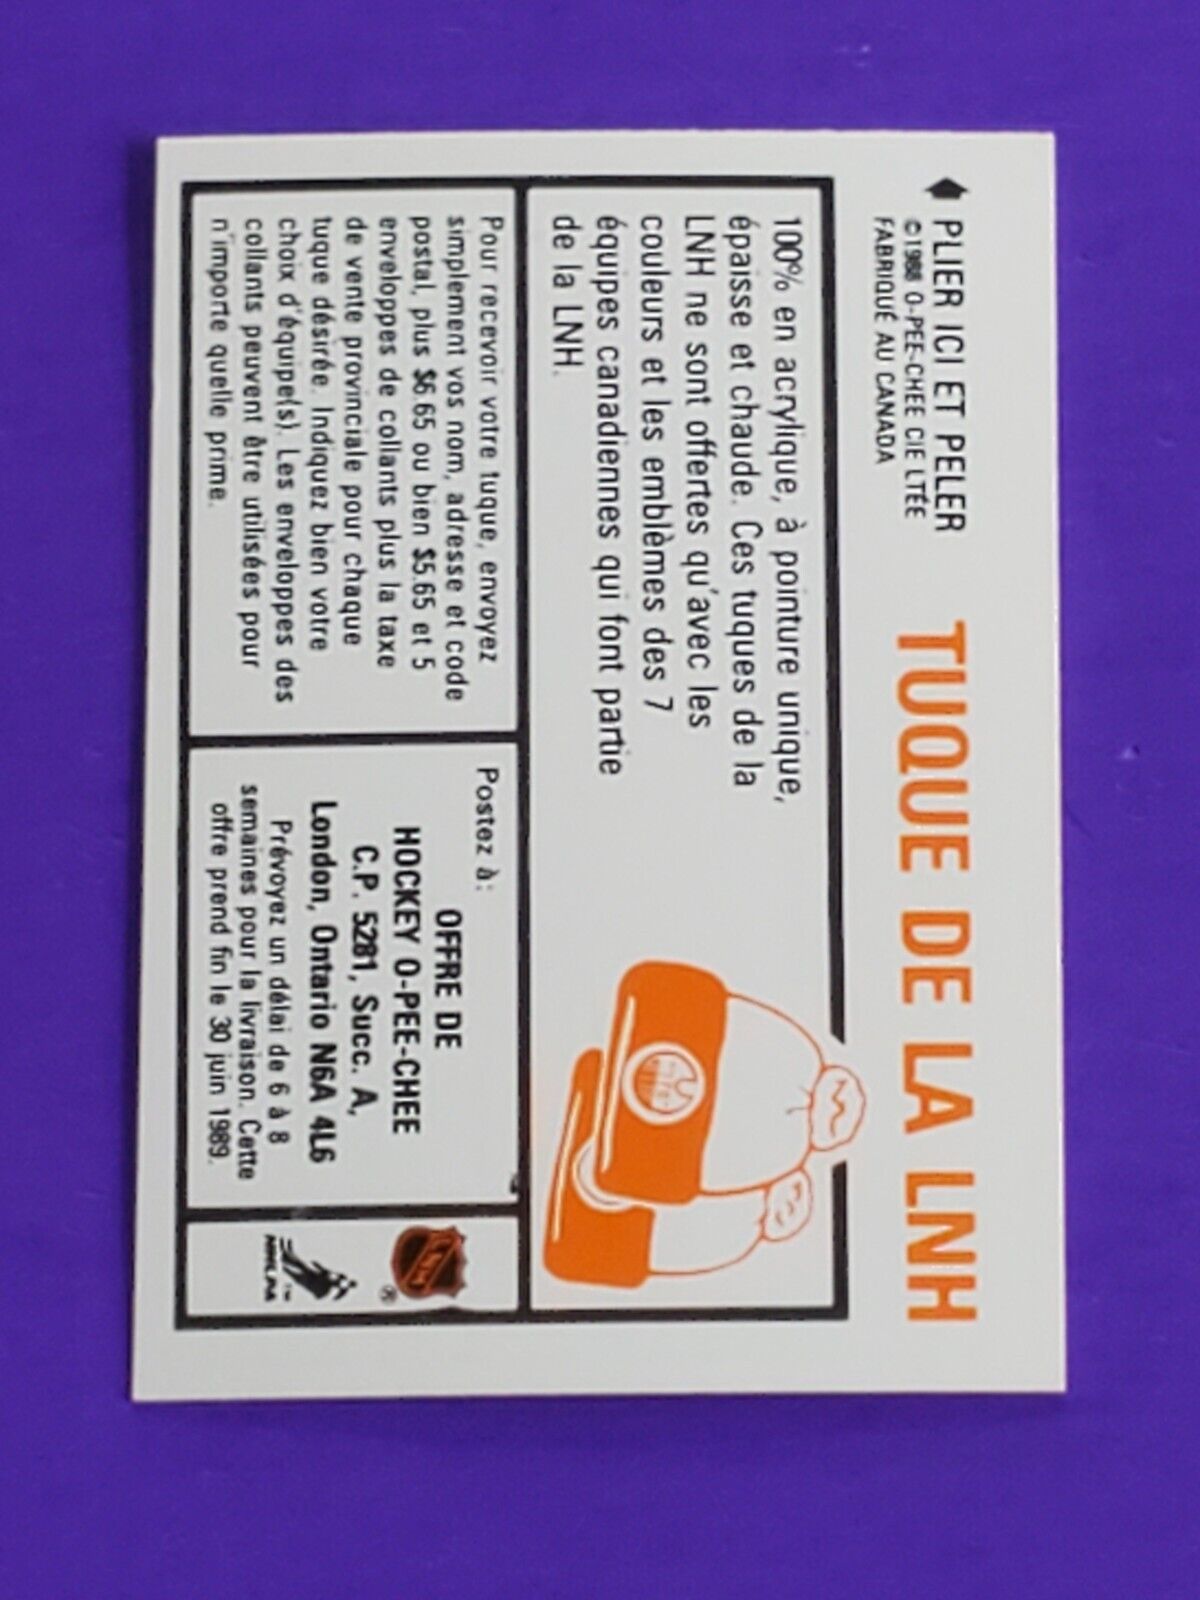 PLIER ICI ET PELER
©1988 O-PEE-CHEE CIE LTÉE
FABRIQUÉ AU CANADA
TUQUE DE LA LNH
100% en acrylique, à pointure unique,
épaisse et chaude. Ces tuques de la
LNH ne sont offertes qu'avec les
couleurs et les emblèmes des 7
équipes canadiennes qui font partie
de la LNH.
Pour recevoir votre tuque, envoyez
simplement vos nom, adresse et code
postal, plus $6.65 ou bien $5.65 et 5
enveloppes de collants plus la taxe
de vente provinciale pour chaque
tuque désirée. Indiquez bien votre
choix d'équipe(s). Les enveloppes des
collants peuvent être utilisées pour
n'importe quelle prime.
Postez à:
OFFRE DE
HOCKEY O-PEE-CHEE
C.P. 5281, Succ. A,
London, Ontario N6A 4L6
Prévoyez un délai de 6 à 8
semaines pour la livraison. Cette
offre prend fin le 30 juin 1989.
®
NHLPA
™